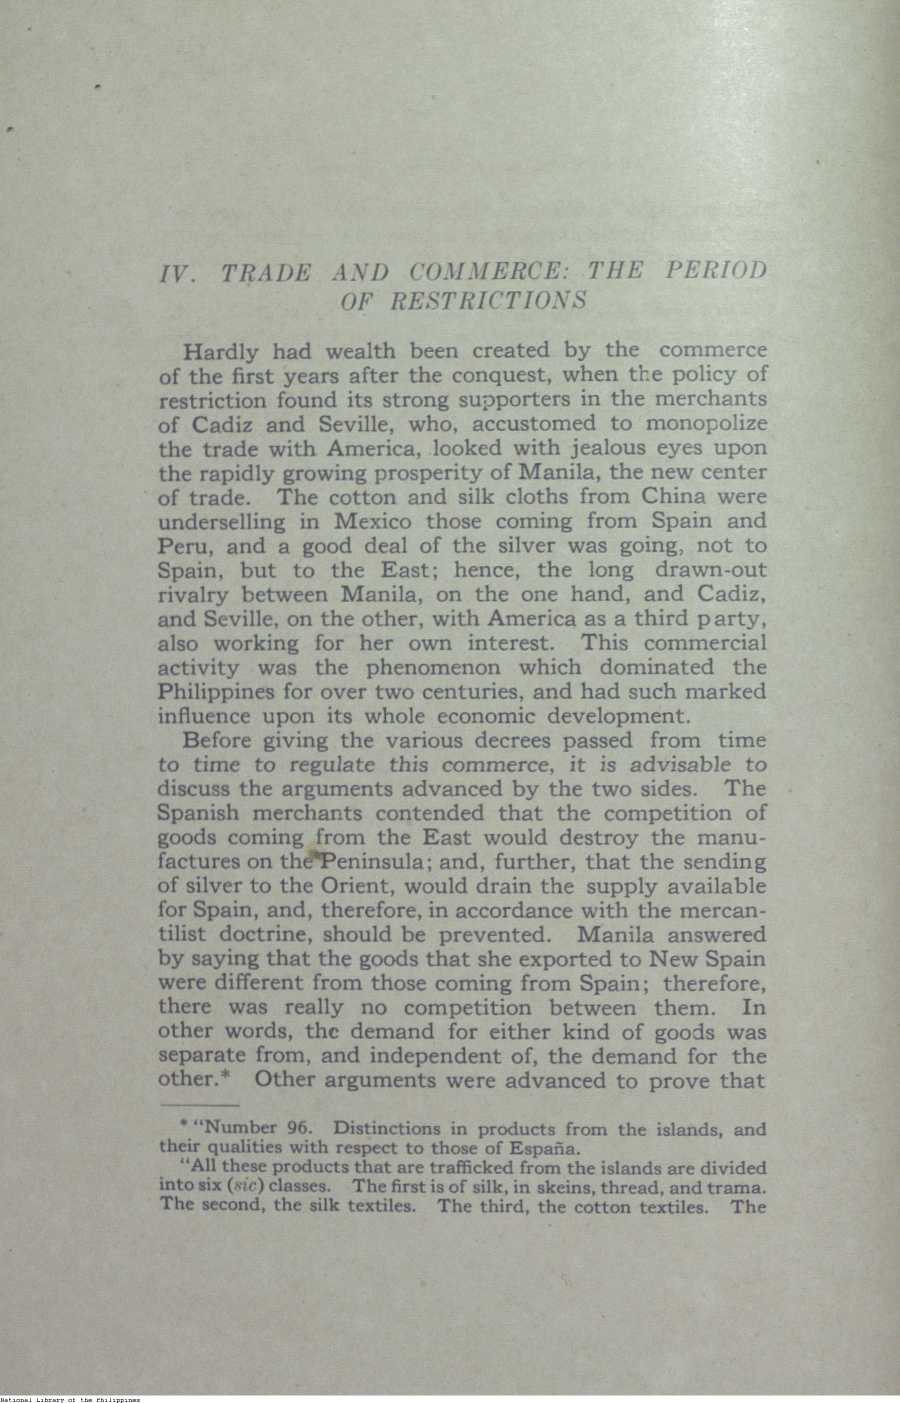 IV. TRADE AND COMMERCE: THE PERIOD
OF RESTRICTIONS
Hardly had wealth been created by the commerce
of the first years after the conquest, when the policy of
restriction found its strong supporters in the merchants
of Cadiz and Seville, who, accustomed to monopolize
the trade with America, looked with jealous eyes upon
the rapidly growing prosperity of Manila, the new center
of trade. The cotton and silk cloths from China were
underselling in Mexico those coming from Spain and
Peru, and a good deal of the silver was going, not to
Spain, but to the East; hence, the long drawn-out
rivalry between Manila, on the one hand, and Cadiz,
and Seville, on the other, with America as a third party,
also working for her own interest. This commercial
activity was the phenomenon which dominated the
Philippines for over two centuries, and had such marked
influence upon its whole economic development.
Before giving the various decrees passed from time
to time to regulate this commerce, it is advisable to
discuss the arguments advanced by the two sides. The
Spanish merchants contended that the competition of
goods coming from the East would destroy the manu-
factures on the Peninsula; and, further, that the sending
of silver to the Orient, would drain the supply available
for Spain, and, therefore, in accordance with the mercan-
tilist doctrine, should be prevented. Manila answered
by saying that the goods that she exported to New Spain
were different from those coming from Spain; therefore,
there was really no competition between them. In
other words, the demand for either kind of goods was
separate from, and independent of, the demand for the
other.* Other arguments were advanced to prove that
* "Number 96. Distinctions in products from the islands, and
their qualities with respect to those of España.
"All these products that are trafficked from the islands are divided
into six (sic) classes. The first is of silk, in skeins, thread, and trama.
The second, the silk textiles. The third, the cotton textiles. The
National Library of the Philippines